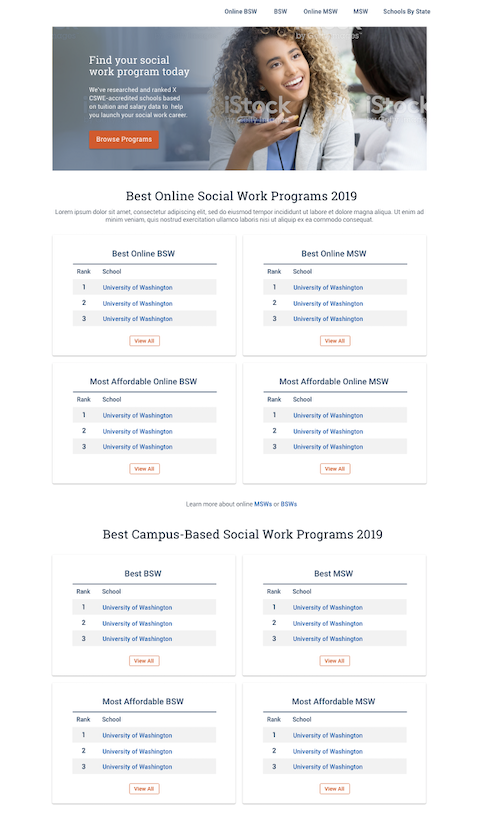 Online BSW BSW Online MSW MSW Schools By State
Find your social
work program today
We've researched and ranked X
CSWE-accredited schools based
on tuition and salary data to help
you launch your social work career.
Browse Programs
iStock
iStock
Best Online Social Work Programs 2019
Lorem ipsum dolor sit amet, consectetur adipiscing elit, sed do eiusmod tempor incididunt ut labore et dolore magna aliqua. Ut enim ad
minim veniam, quis nostrud exercitation ullamco laboris nisi ut aliquip ex ea commodo consequat.
Best Online BSW
Rank School
1 University of Washington
2 University of Washington
3 University of Washington
View All
Best Online MSW
Rank School
1 University of Washington
2 University of Washington
3 University of Washington
View All
Most Affordable Online BSW
Rank School
1 University of Washington
2 University of Washington
3 University of Washington
View All
Most Affordable Online MSW
Rank School
1 University of Washington
2 University of Washington
3 University of Washington
View All
Learn more about online MSWs or BSWs
Best Campus-Based Social Work Programs 2019
Best BSW
Rank School
1 University of Washington
2 University of Washington
3 University of Washington
View All
Best MSW
Rank School
1 University of Washington
2 University of Washington
3 University of Washington
View All
Most Affordable BSW
Rank School
1 University of Washington
2 University of Washington
3 University of Washington
View All
Most Affordable MSW
Rank School
1 University of Washington
2 University of Washington
3 University of Washington
View All